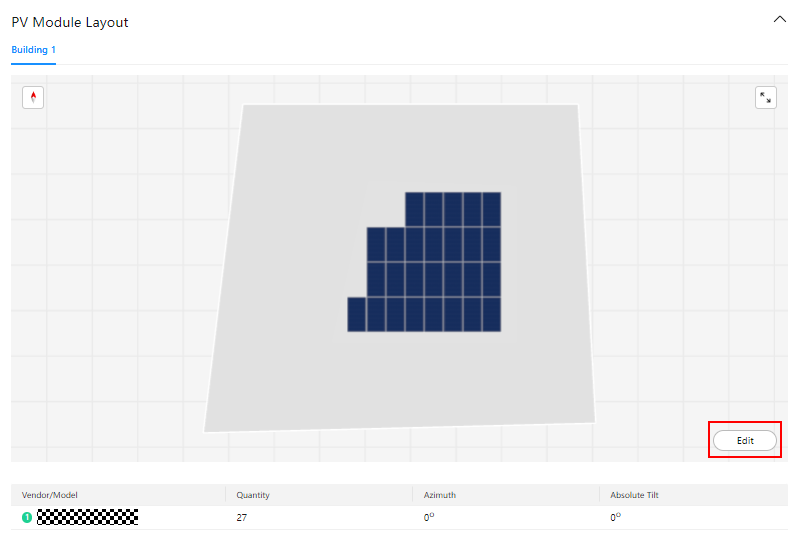 PV Module Layout
Building 1
Edit
Vendor/Model Quantity Azimuth Absolute Tilt
1 27 0° 0°